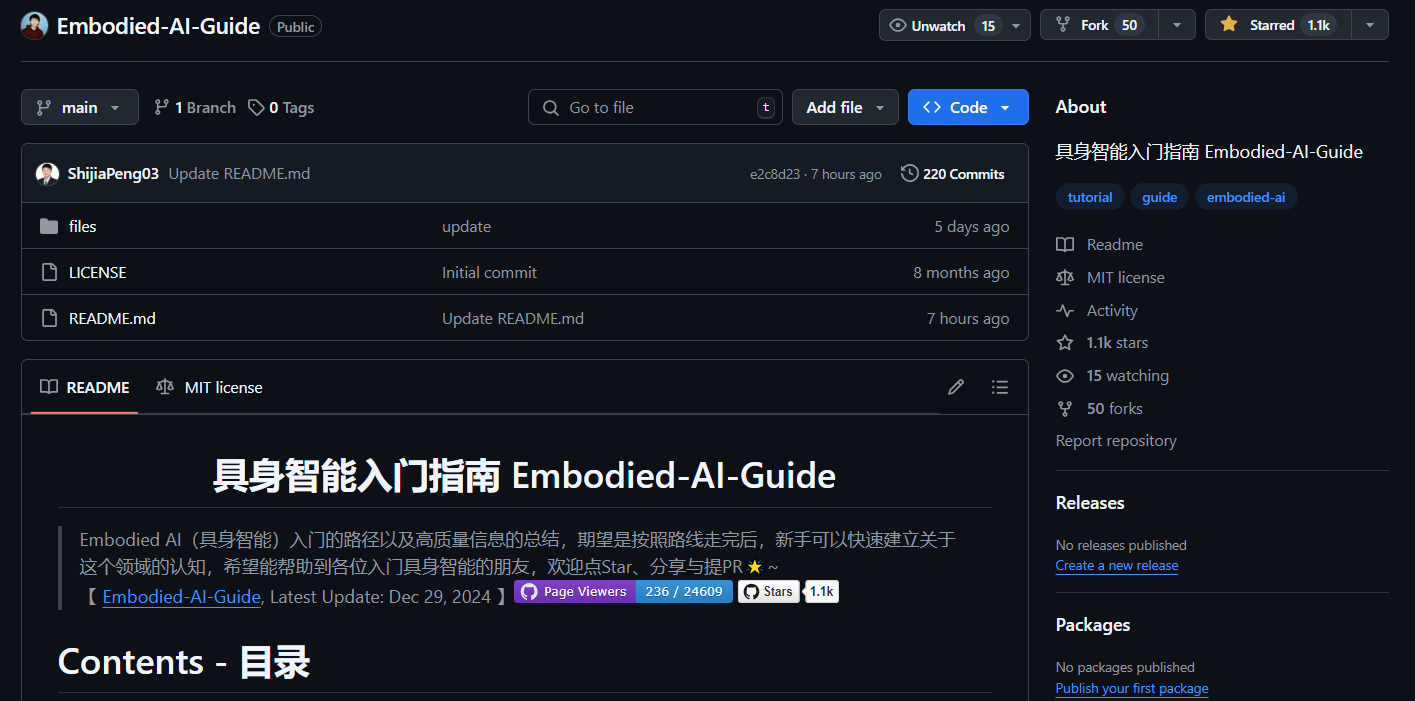 Embodied-AI-Guide Public
Unwatch 15
Fork 50
Starred 1.1k
main
1 Branch
0 Tags
Go to file t
Add file
Code
ShijiaPeng03 Update README.md e2c8d23 · 7 hours ago 220 Commits
files update 5 days ago
LICENSE Initial commit 8 months ago
README.md Update README.md 7 hours ago
README MIT license
具身智能入门指南 Embodied-AI-Guide
Embodied AI（具身智能）入门的路径以及高质量信息的总结，期望是按照路线走完后，新手可以快速建立关于
这个领域的认知，希望能帮助到各位入门具身智能的朋友，欢迎点Star、分享与提PR🌟~
【 Embodied-AI-Guide, Latest Update: Dec 29, 2024 】 Page Viewers 236 / 24609 Stars 1.1k
Contents - 目录
About
具身智能入门指南 Embodied-AI-Guide
tutorial guide embodied-ai
Readme
MIT license
Activity
1.1k stars
15 watching
50 forks
Report repository
Releases
No releases published
Create a new release
Packages
No packages published
Publish your first package